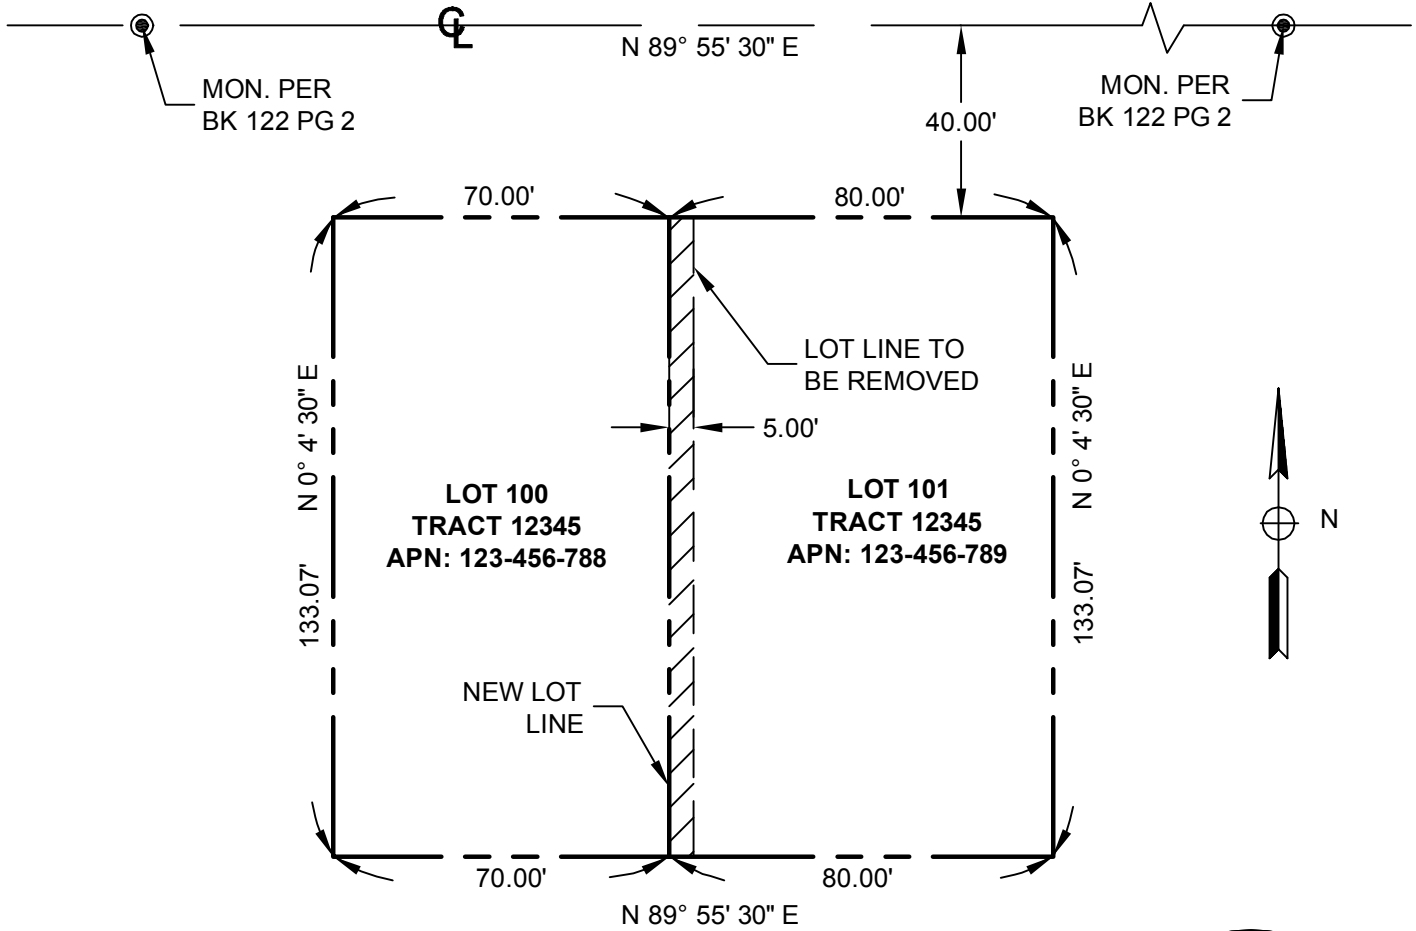 ℄
N 89° 55' 30" E
MON. PER
BK 122 PG 2
MON. PER
BK 122 PG 2
40.00'
70.00'
80.00'
LOT LINE TO
BE REMOVED
N 0° 4' 30" E
N 0° 4' 30" E
5.00'
LOT 100
TRACT 12345
APN: 123-456-788
LOT 101
TRACT 12345
APN: 123-456-789
N
133.07'
133.07'
NEW LOT
LINE
70.00'
80.00'
N 89° 55' 30" E